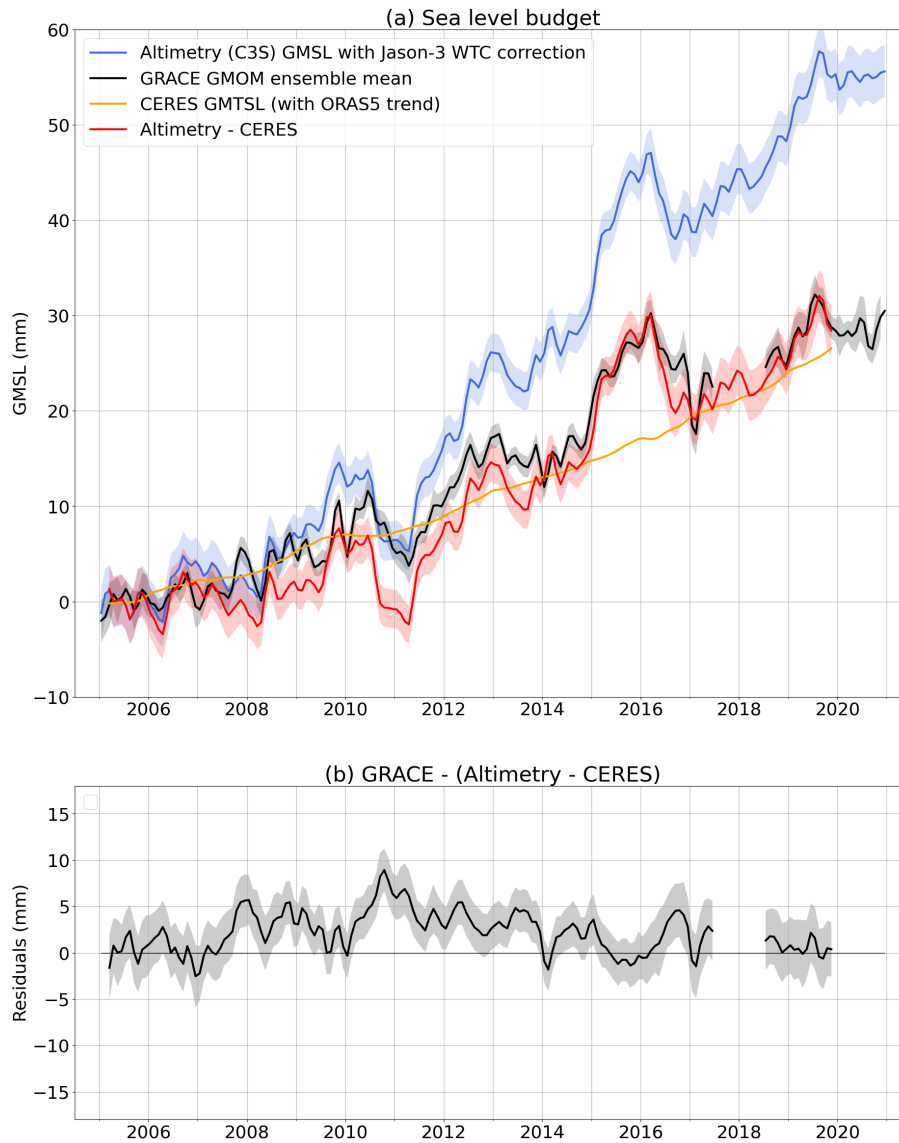 (a) Sea level budget
Altimetry (C3S) GMSL with Jason-3 WTC correction
GRACE GMOM ensemble mean
CERES GMTSL (with ORAS5 trend)
Altimetry - CERES
GMSL (mm)
60
50
40
30
20
10
0
−10
2006 2008 2010 2012 2014 2016 2018 2020
(b) GRACE - (Altimetry - CERES)
Residuals (mm)
15
10
5
0
−5
−10
−15
2006 2008 2010 2012 2014 2016 2018 2020